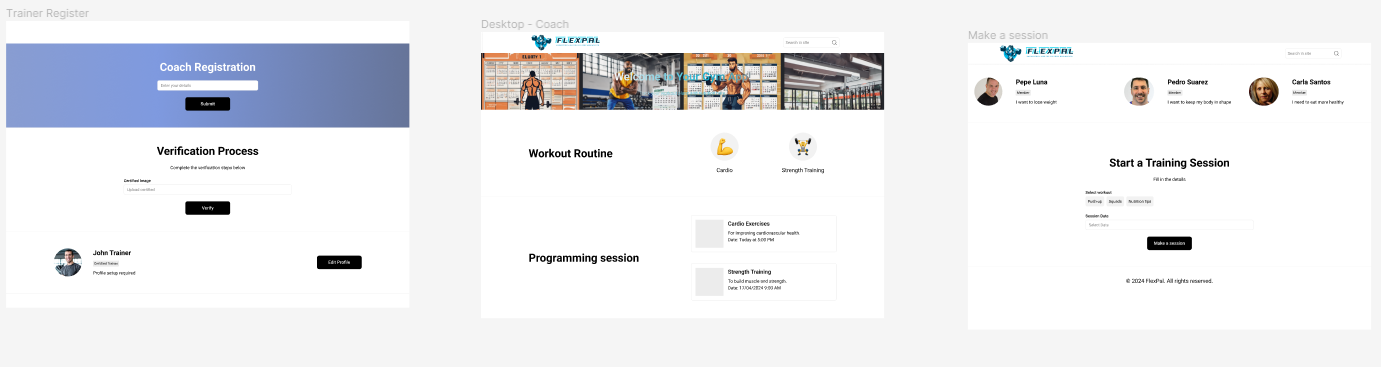 Trainer Register
Coach Registration
Enter your details
Submit
Verification Process
Complete the verification steps below
Certified Image
Upload certified
Verify
John Trainer
Certified Trainer
Profile setup required
Edit Profile
Desktop - Coach
FLEXPAL
Search in site
Welcome to Your
Workout Routine
Cardio
Strength Training
Programming session
Cardio Exercises
For improving cardiovascular health.
Date: Today at 5:00 PM
Strength Training
To build muscle and strength.
Date: 17/04/2024 9:00 AM
Make a session
FLEXPAL
Search in site
Pepe Luna
Member
I want to lose weight
Pedro Suarez
Member
I want to keep my body in shape
Carla Santos
Member
I need to eat more healthy
Start a Training Session
Fill in the details
Select workout
Push-up
Squats
Nutrition tips
Session Date
Select Date
Make a session
© 2024 FlexPal. All rights reserved.